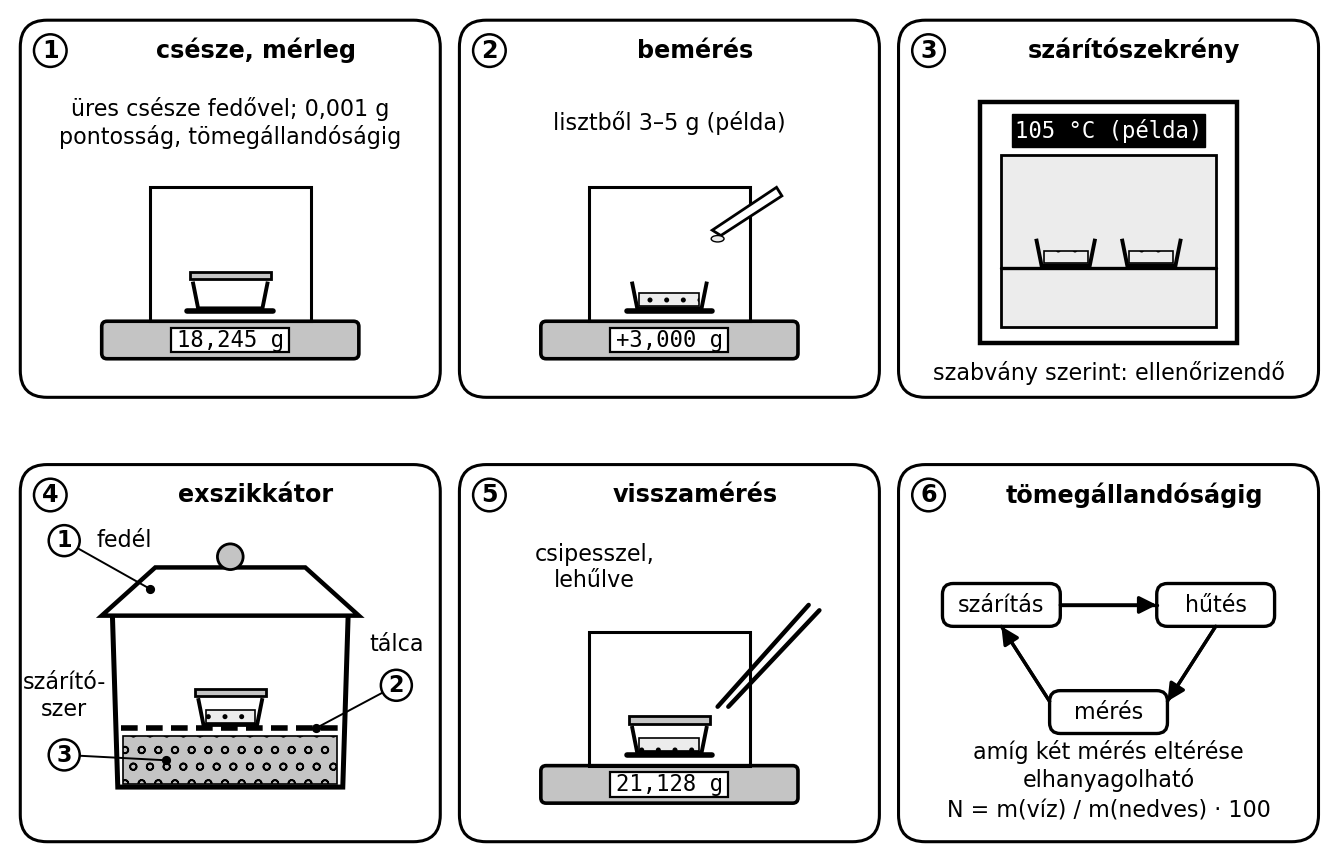 1 csésze, mérleg
üres csésze fedővel; 0,001 g
pontosság, tömegállandóságig
18,245 g
2 bemérés
lisztből 3–5 g (példa)
+3,000 g
3 szárítószekrény
105 °C (példa)
szabvány szerint: ellenőrizendő
4 exszikkátor
1 fedél
tálca
2
szárító-
szer
3
5 visszamérés
csipesszel,
lehűlve
21,128 g
6 tömegállandóságig
szárítás
hűtés
mérés
amíg két mérés eltérése
elhanyagolható
N = m(víz) / m(nedves) · 100